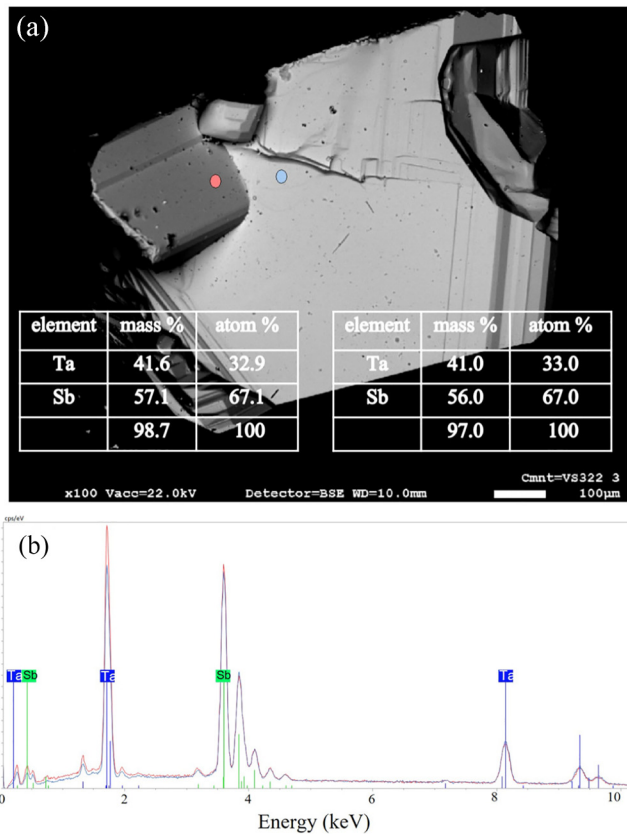 (a)
element mass % atom %
Ta 41.6 32.9
Sb 57.1 67.1
98.7 100
element mass % atom %
Ta 41.0 33.0
Sb 56.0 67.0
97.0 100
Cmnt=VS322 3
x100 Vacc=22.0kV Detector=BSE WD=10.0mm 100µm
cps/eV
(b)
Ta Sb Ta Sb Ta
0 2 4 6 8 10
Energy (keV)